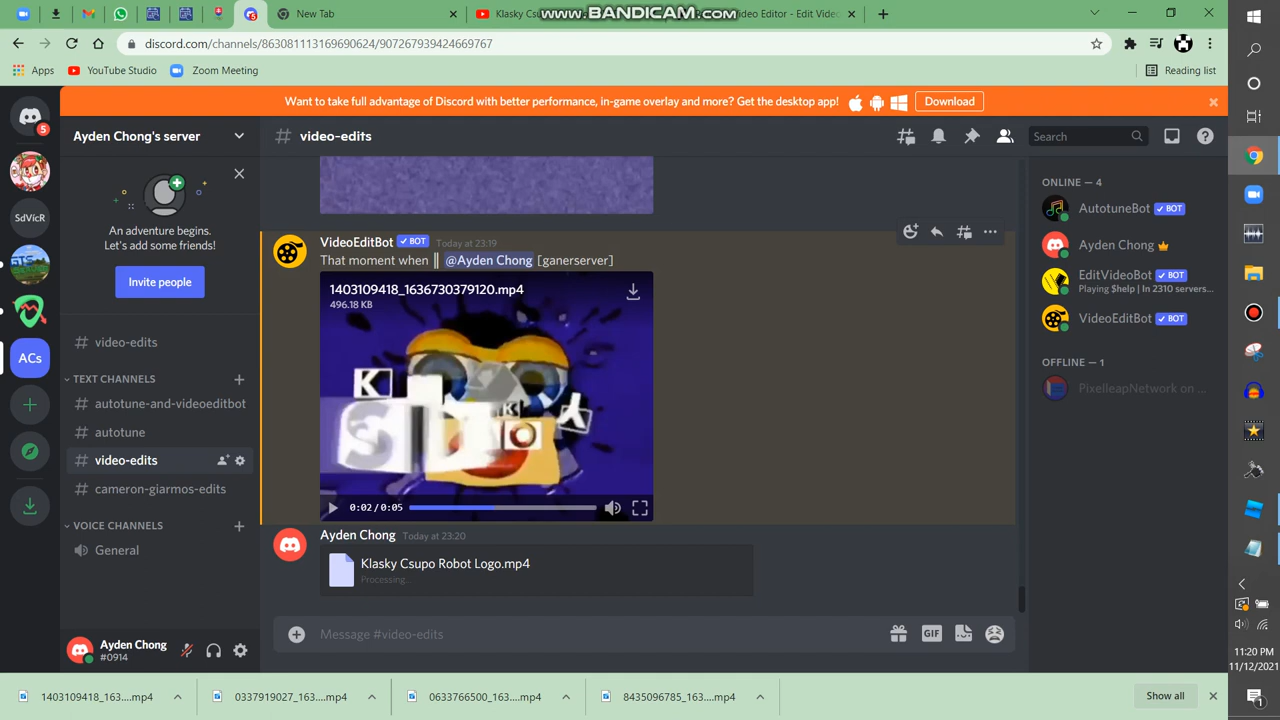 New Tab
Klasky Csu
www.BANDICAM.com
Video Editor - Edit Video
discord.com/channels/863081113169690624/907267939424669767
Apps
YouTube Studio
Zoom Meeting
Reading list
Want to take full advantage of Discord with better performance, in-game overlay and more? Get the desktop app!
Download
Ayden Chong's server
video-edits
Search
An adventure begins.
Let's add some friends!
Invite people
video-edits
TEXT CHANNELS
autotune-and-videoeditbot
autotune
video-edits
cameron-giarmos-edits
VOICE CHANNELS
General
5
SdVicR
ACs
VideoEditBot BOT Today at 23:19
That moment when || @Ayden Chong [ganerserver]
1403109418_1636730379120.mp4
496.18 KB
0:02/0:05
Ayden Chong Today at 23:20
Klasky Csupo Robot Logo.mp4
Processing...
Message #video-edits
GIF
ONLINE — 4
AutotuneBot BOT
Ayden Chong
EditVideoBot BOT
Playing $help | In 2310 servers...
VideoEditBot BOT
OFFLINE — 1
PixelleapNetwork on ...
Ayden Chong
#0914
1403109418_163....mp4
0337919027_163....mp4
0633766500_163....mp4
8435096785_163....mp4
Show all
11:20 PM
11/12/2021
1